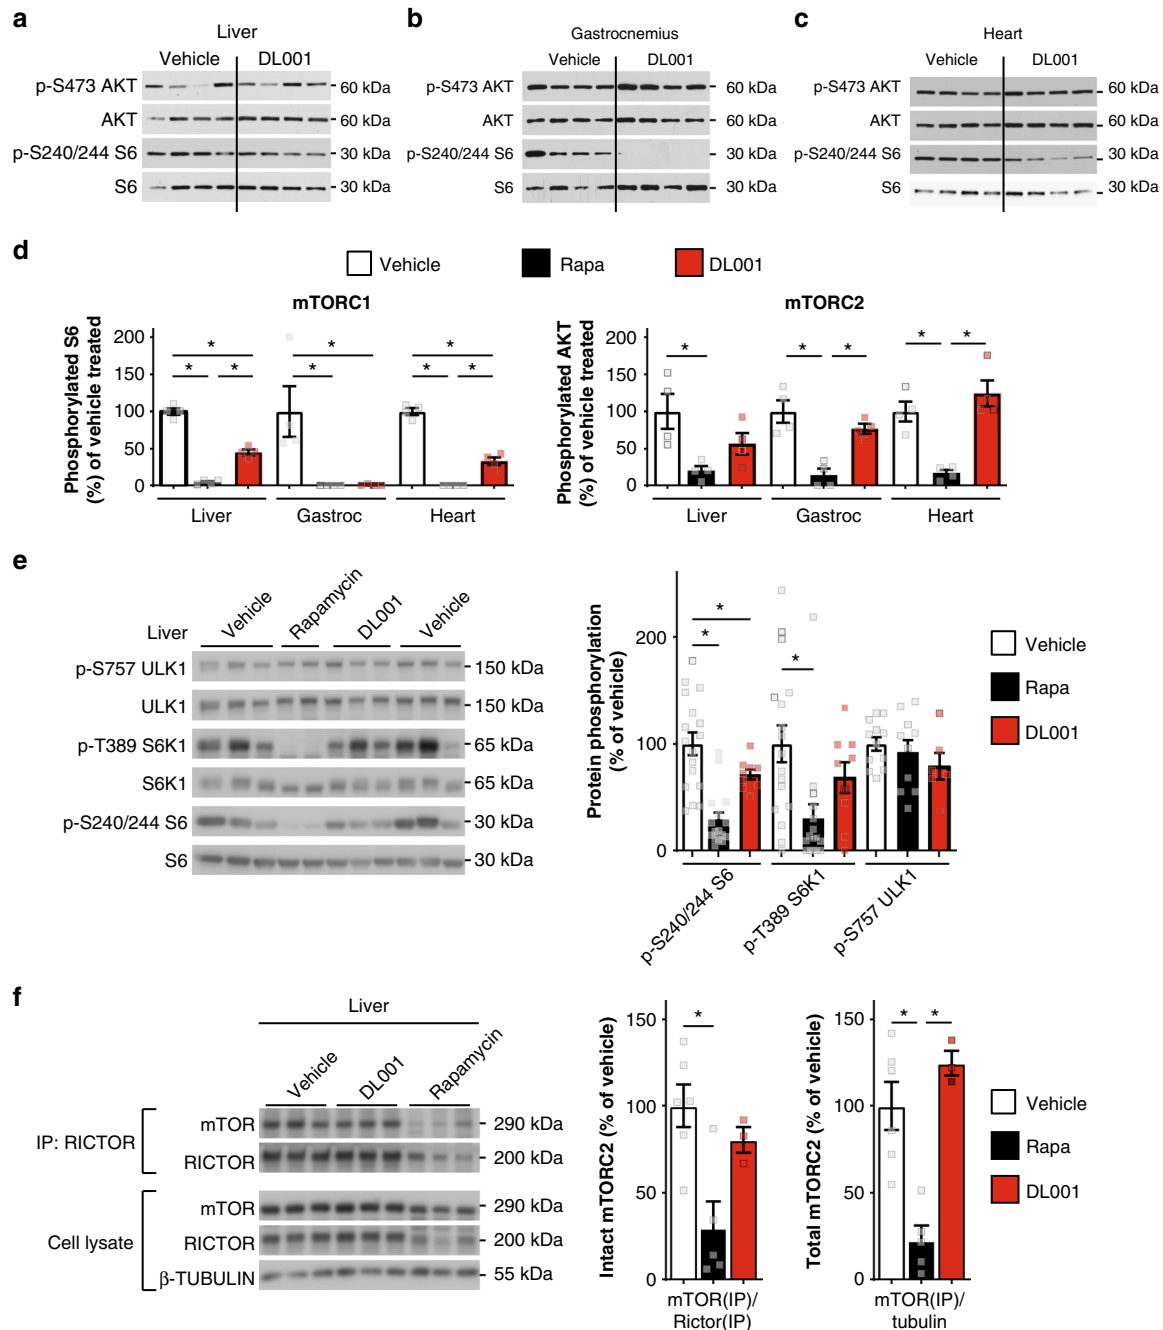 a
Liver
Vehicle DL001
p-S473 AKT 60 kDa
AKT 60 kDa
p-S240/244 S6 30 kDa
S6 30 kDa
b
Gastrocnemius
Vehicle DL001
p-S473 AKT 60 kDa
AKT 60 kDa
p-S240/244 S6 30 kDa
S6 30 kDa
c
Heart
Vehicle DL001
p-S473 AKT 60 kDa
AKT 60 kDa
p-S240/244 S6 30 kDa
S6 30 kDa
d
Vehicle Rapa DL001
mTORC1
Phosphorylated S6
(%) of vehicle treated
200
150
100
50
0
* * * * * * * *
Liver Gastroc Heart
mTORC2
Phosphorylated AKT
(%) of vehicle treated
200
150
100
50
0
* * * * *
Liver Gastroc Heart
e
Liver Vehicle Rapamycin DL001 Vehicle
p-S757 ULK1 150 kDa
ULK1 150 kDa
p-T389 S6K1 65 kDa
S6K1 65 kDa
p-S240/244 S6 30 kDa
S6 30 kDa
Protein phosphorylation
(% of vehicle)
200
100
0
* * *
p-S240/244 S6 p-T389 S6K1 p-S757 ULK1
Vehicle
Rapa
DL001
f
Liver
Vehicle DL001 Rapamycin
IP: RICTOR
mTOR 290 kDa
RICTOR 200 kDa
Cell lysate
mTOR 290 kDa
RICTOR 200 kDa
β-TUBULIN 55 kDa
Intact mTORC2 (% of vehicle)
150
100
50
0
*
mTOR(IP)/
Rictor(IP)
Total mTORC2 (% of vehicle)
150
100
50
0
* *
mTOR(IP)/
tubulin
Vehicle
Rapa
DL001